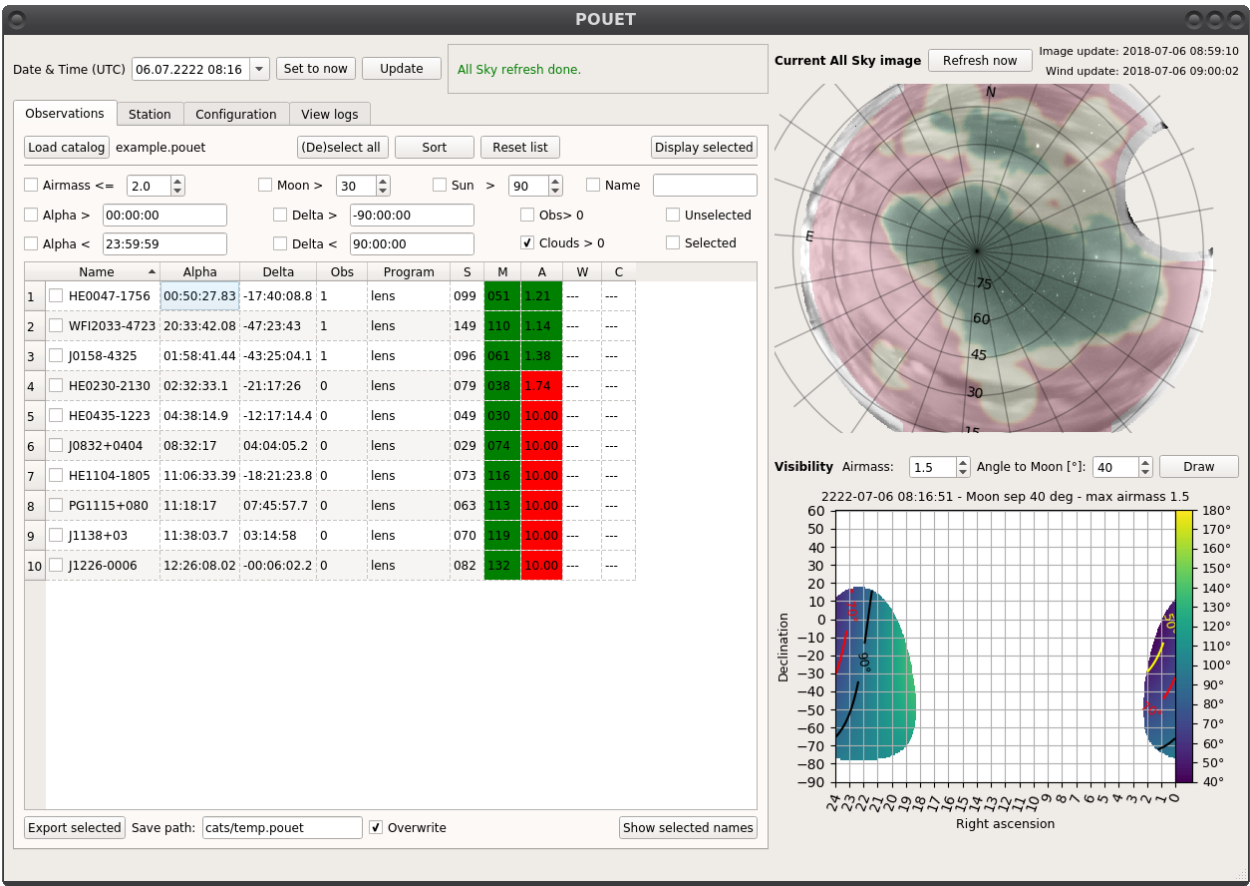 POUET
Date & Time (UTC) 06.07.2222 08:16 Set to now Update All Sky refresh done.
Observations Station Configuration View logs
Load catalog example.pouet (De)select all Sort Reset list Display selected
Airmass <= 2.0 Moon > 30 Sun > 90 Name
Alpha > 00:00:00 Delta > -90:00:00 Obs> 0 Unselected
Alpha < 23:59:59 Delta < 90:00:00 Clouds > 0 Selected
Name Alpha Delta Obs Program S M A W C
1 HE0047-1756 00:50:27.83 -17:40:08.8 1 lens 099 051 1.21 --- ---
2 WFI2033-4723 20:33:42.08 -47:23:43 1 lens 149 110 1.14 --- ---
3 J0158-4325 01:58:41.44 -43:25:04.1 1 lens 096 061 1.38 --- ---
4 HE0230-2130 02:32:33.1 -21:17:26 0 lens 079 038 1.74 --- ---
5 HE0435-1223 04:38:14.9 -12:17:14.4 0 lens 049 030 10.00 --- ---
6 J0832+0404 08:32:17 04:04:05.2 0 lens 029 074 10.00 --- ---
7 HE1104-1805 11:06:33.39 -18:21:23.8 0 lens 073 116 10.00 --- ---
8 PG1115+080 11:18:17 07:45:57.7 0 lens 063 113 10.00 --- ---
9 J1138+03 11:38:03.7 03:14:58 0 lens 070 119 10.00 --- ---
10 J1226-0006 12:26:08.02 -00:06:02.2 0 lens 082 132 10.00 --- ---
Export selected Save path: cats/temp.pouet Overwrite Show selected names
Current All Sky image Refresh now
Image update: 2018-07-06 08:59:10
Wind update: 2018-07-06 09:00:02
N
E
75
60
45
30
15
Visibility Airmass: 1.5 Angle to Moon [°]: 40 Draw
2222-07-06 08:16:51 - Moon sep 40 deg - max airmass 1.5
60
50
40
30
20
10
0
−10
−20
−30
−40
−50
−60
−70
−80
−90
Declination
90°
50°
70°
24 23 22 21 20 19 18 17 16 15 14 13 12 11 10 9 8 7 6 5 4 3 2 1 0
Right ascension
180°
170°
160°
150°
140°
130°
120°
110°
100°
90°
80°
70°
60°
50°
40°